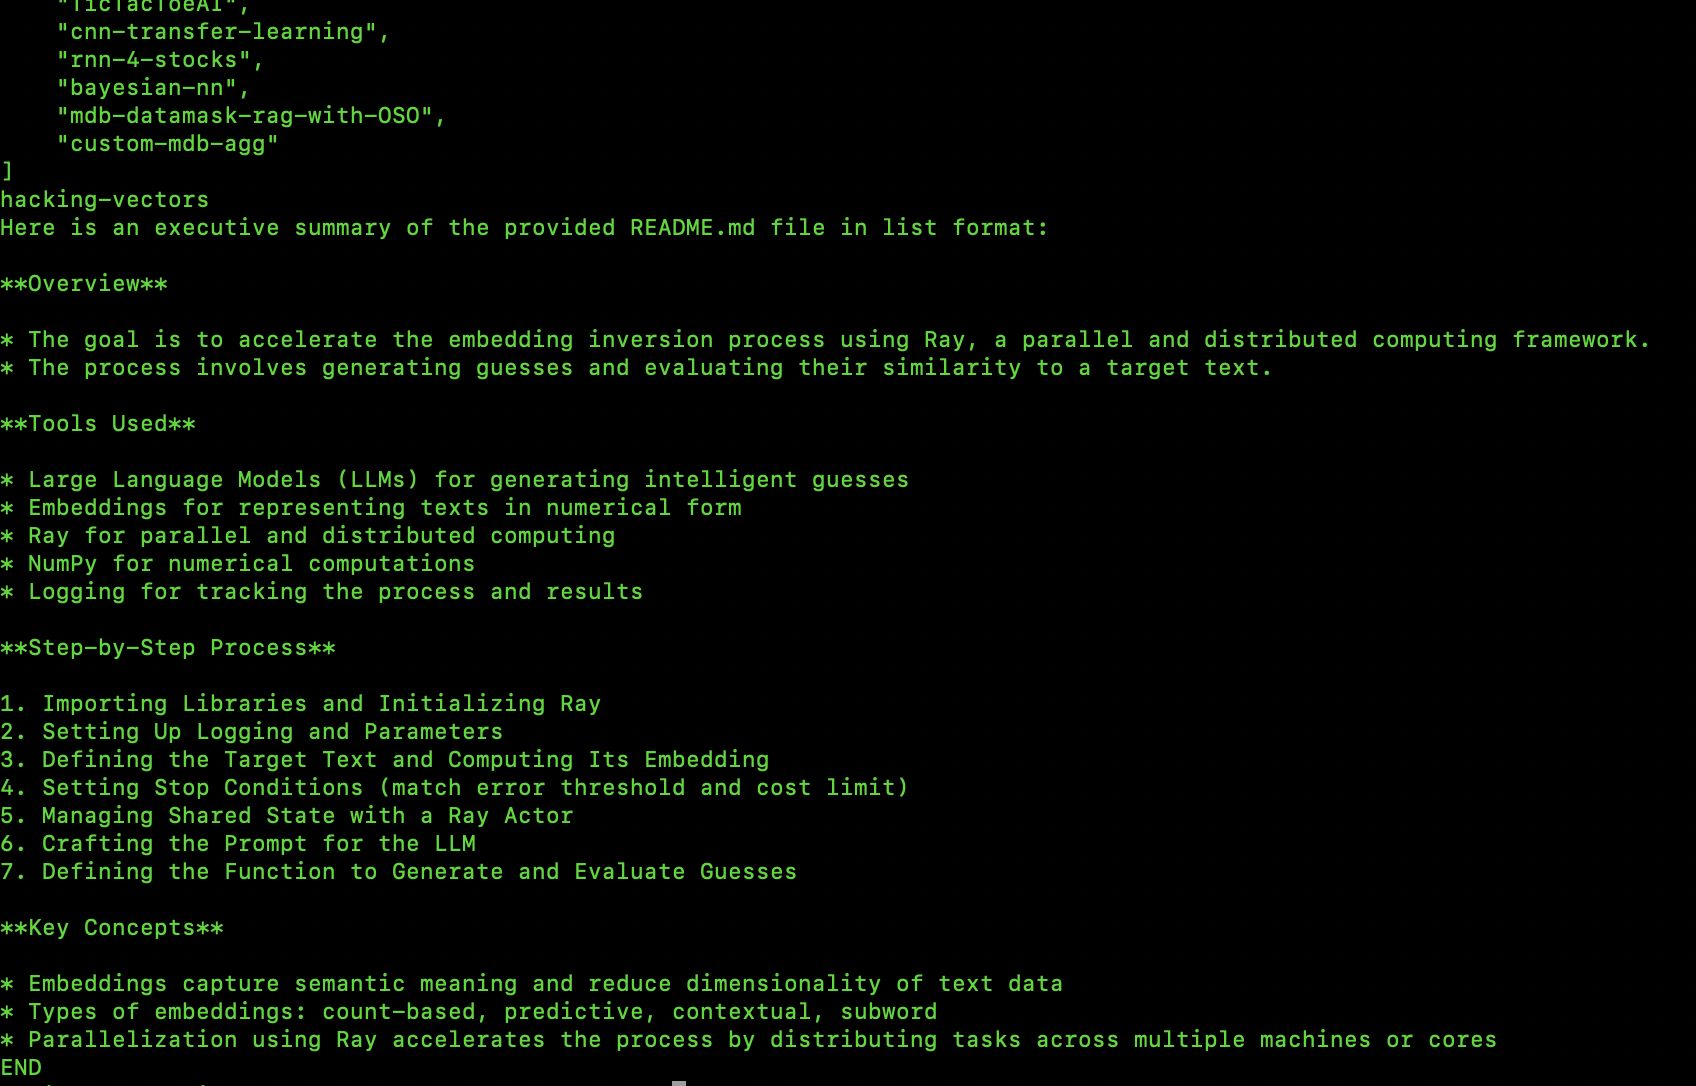 "TicTacToeAI",
"cnn-transfer-learning",
"rnn-4-stocks",
"bayesian-nn",
"mdb-datamask-rag-with-OSO",
"custom-mdb-agg"
]
hacking-vectors
Here is an executive summary of the provided README.md file in list format:
**Overview**
* The goal is to accelerate the embedding inversion process using Ray, a parallel and distributed computing framework.
* The process involves generating guesses and evaluating their similarity to a target text.
**Tools Used**
* Large Language Models (LLMs) for generating intelligent guesses
* Embeddings for representing texts in numerical form
* Ray for parallel and distributed computing
* NumPy for numerical computations
* Logging for tracking the process and results
**Step-by-Step Process**
1. Importing Libraries and Initializing Ray
2. Setting Up Logging and Parameters
3. Defining the Target Text and Computing Its Embedding
4. Setting Stop Conditions (match error threshold and cost limit)
5. Managing Shared State with a Ray Actor
6. Crafting the Prompt for the LLM
7. Defining the Function to Generate and Evaluate Guesses
**Key Concepts**
* Embeddings capture semantic meaning and reduce dimensionality of text data
* Types of embeddings: count-based, predictive, contextual, subword
* Parallelization using Ray accelerates the process by distributing tasks across multiple machines or cores
END